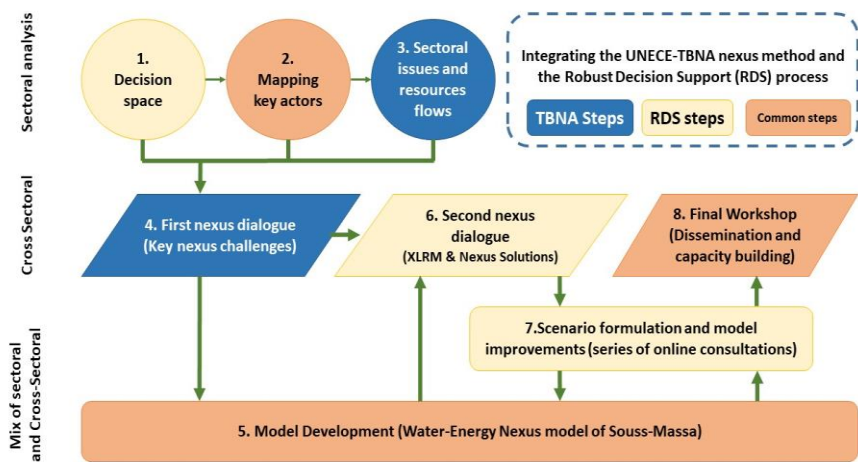 Sectoral analysis
1.
Decision
space
2.
Mapping
key actors
3. Sectoral
issues and
resources
flows
Integrating the UNECE-TBNA nexus method and
the Robust Decision Support (RDS) process
TBNA Steps
RDS steps
Common steps
Cross Sectoral
4. First nexus dialogue
(Key nexus challenges)
6. Second nexus
dialogue
(XLRM & Nexus Solutions)
8. Final Workshop
(Dissemination and
capacity building)
Mix of sectoral
and Cross-Sectoral
7.Scenario formulation and model
improvements (series of online consultations)
5. Model Development (Water-Energy Nexus model of Souss-Massa)